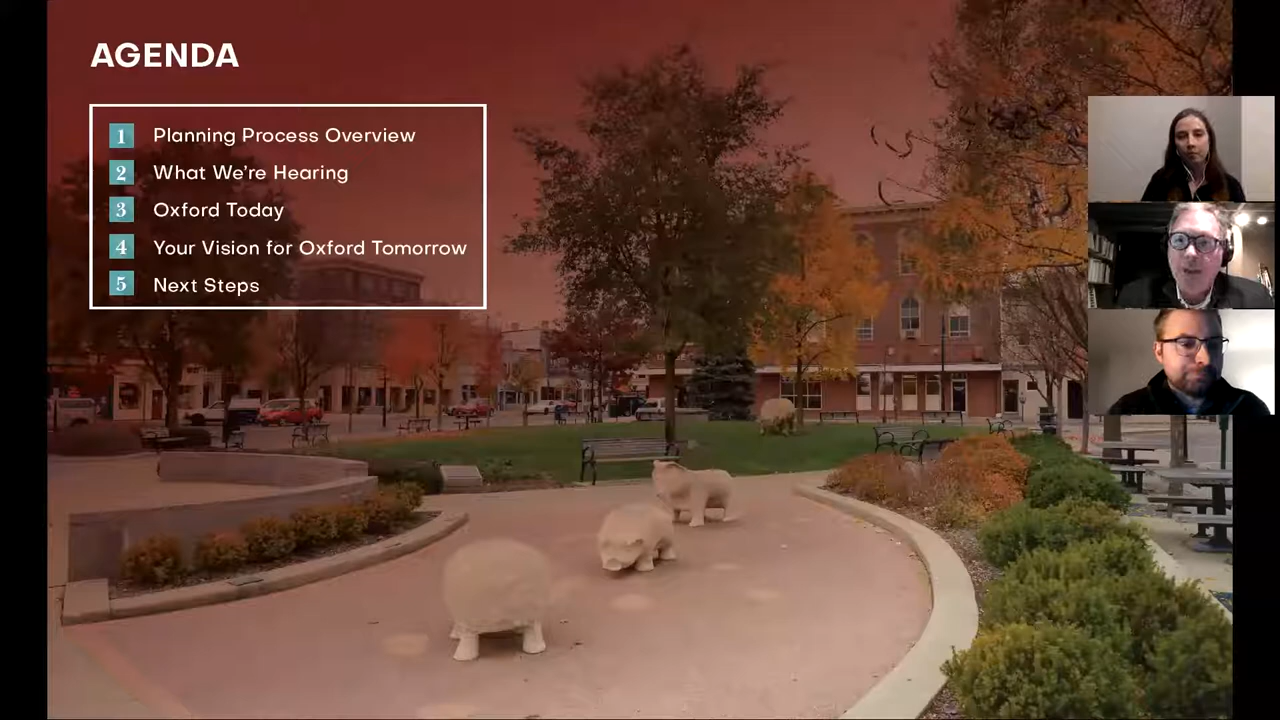 AGENDA
1 Planning Process Overview
2 What We're Hearing
3 Oxford Today
4 Your Vision for Oxford Tomorrow
5 Next Steps